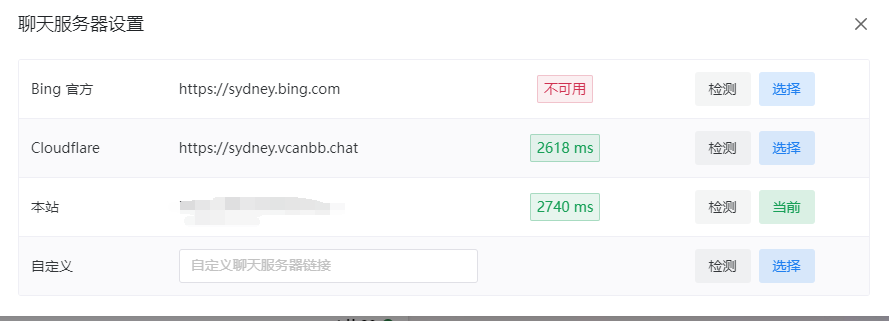 聊天服务器设置
Bing 官方 https://sydney.bing.com 不可用 检测 选择
Cloudflare https://sydney.vcanbb.chat 2618 ms 检测 选择
本站 2740 ms 检测 当前
自定义 自定义聊天服务器链接 检测 选择